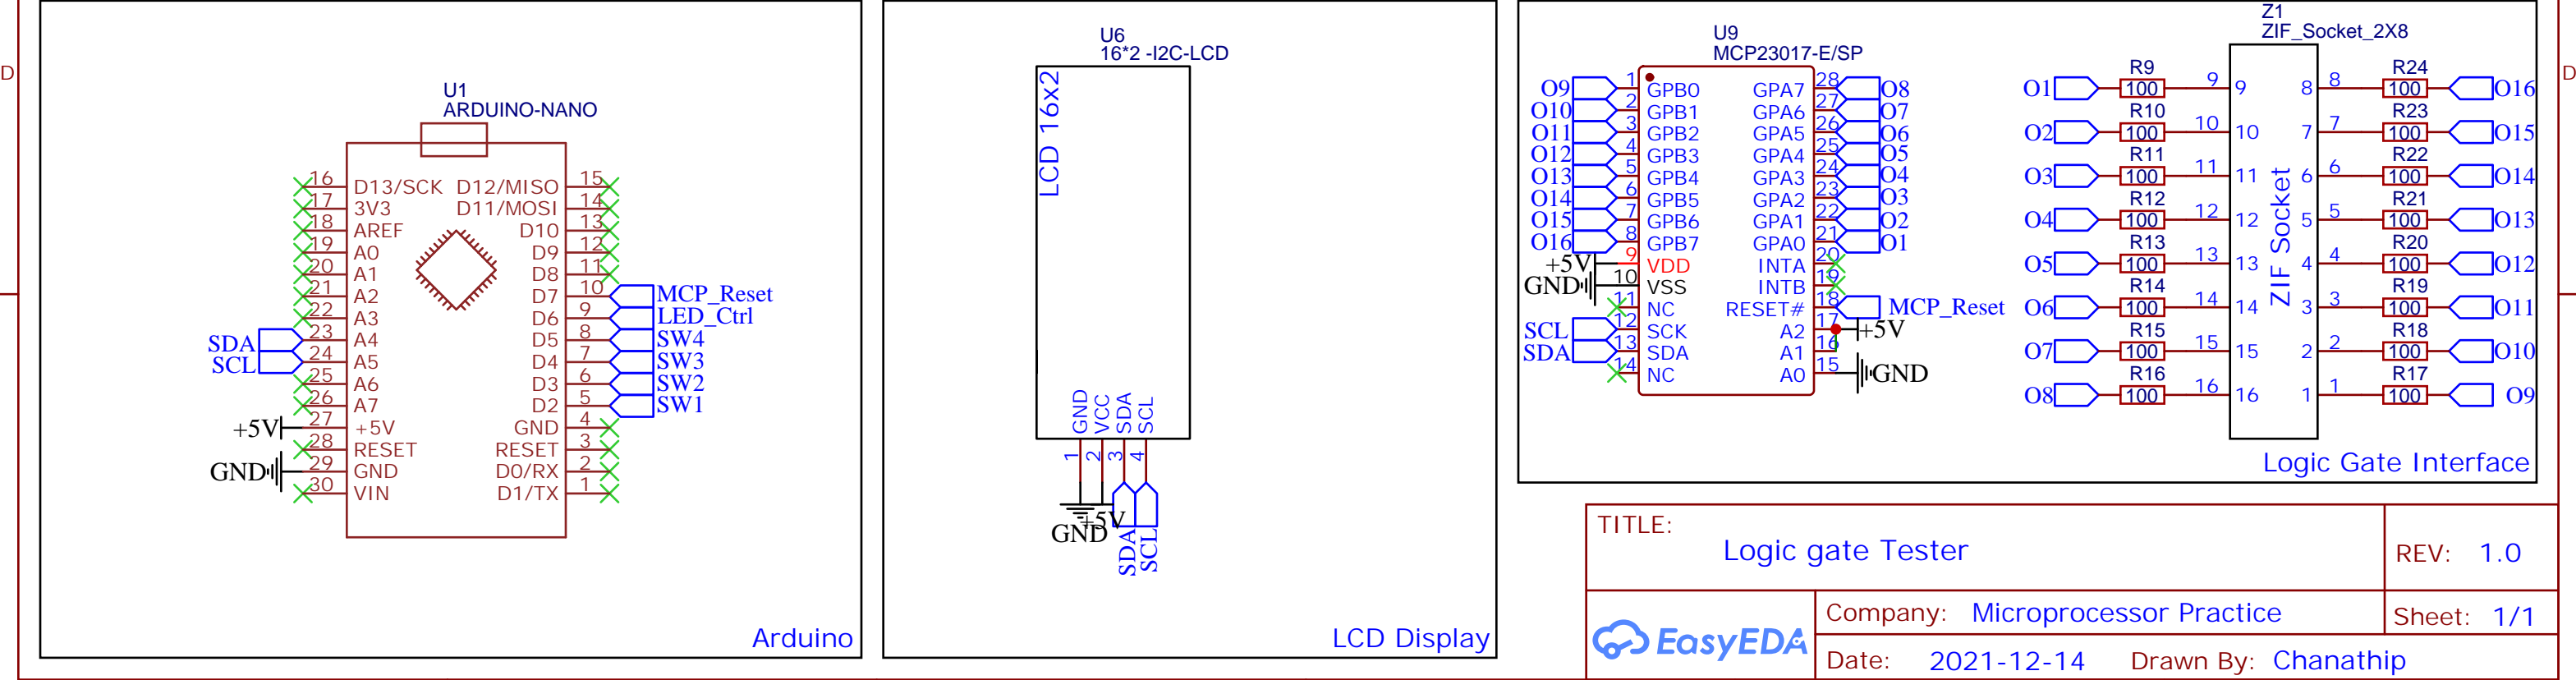 D
U1
ARDUINO-NANO
16 D13/SCK D12/MISO 15
17 3V3 D11/MOSI 14
18 AREF D10 13
19 A0 D9 12
20 A1 D8 11
21 A2 D7 10 MCP_Reset
22 A3 D6 9 LED_Ctrl
SDA 23 A4 D5 8 SW4
SCL 24 A5 D4 7 SW3
25 A6 D3 6 SW2
26 A7 D2 5 SW1
+5V 27 +5V GND 4
28 RESET RESET 3
GND 29 GND D0/RX 2
30 VIN D1/TX 1
Arduino
U6
16*2 -I2C-LCD
LCD 16x2
GND VCC SDA SCL
1 2 3 4
GND +5V SDA SCL
LCD Display
U9
MCP23017-E/SP
O9 1 GPB0 GPA7 28 O8
O10 2 GPB1 GPA6 27 O7
O11 3 GPB2 GPA5 26 O6
O12 4 GPB3 GPA4 25 O5
O13 5 GPB4 GPA3 24 O4
O14 6 GPB5 GPA2 23 O3
O15 7 GPB6 GPA1 22 O2
O16 8 GPB7 GPA0 21 O1
+5V 9 VDD INTA 20
GND 10 VSS INTB 19
11 NC RESET# 18 MCP_Reset
SCL 12 SCK A2 17 +5V
SDA 13 SDA A1 16
14 NC A0 15 GND
Z1
ZIF_Socket_2X8
O1 R9 100 9 9 8 8 R24 100 O16
O2 R10 100 10 10 7 7 R23 100 O15
O3 R11 100 11 11 6 6 R22 100 O14
O4 R12 100 12 12 5 5 R21 100 O13
O5 R13 100 13 13 4 4 R20 100 O12
O6 R14 100 14 14 3 3 R19 100 O11
O7 R15 100 15 15 2 2 R18 100 O10
O8 R16 100 16 16 1 1 R17 100 O9
ZIF Socket
Logic Gate Interface
D
TITLE:
Logic gate Tester
REV: 1.0
EasyEDA
Company: Microprocessor Practice
Sheet: 1/1
Date: 2021-12-14 Drawn By: Chanathip